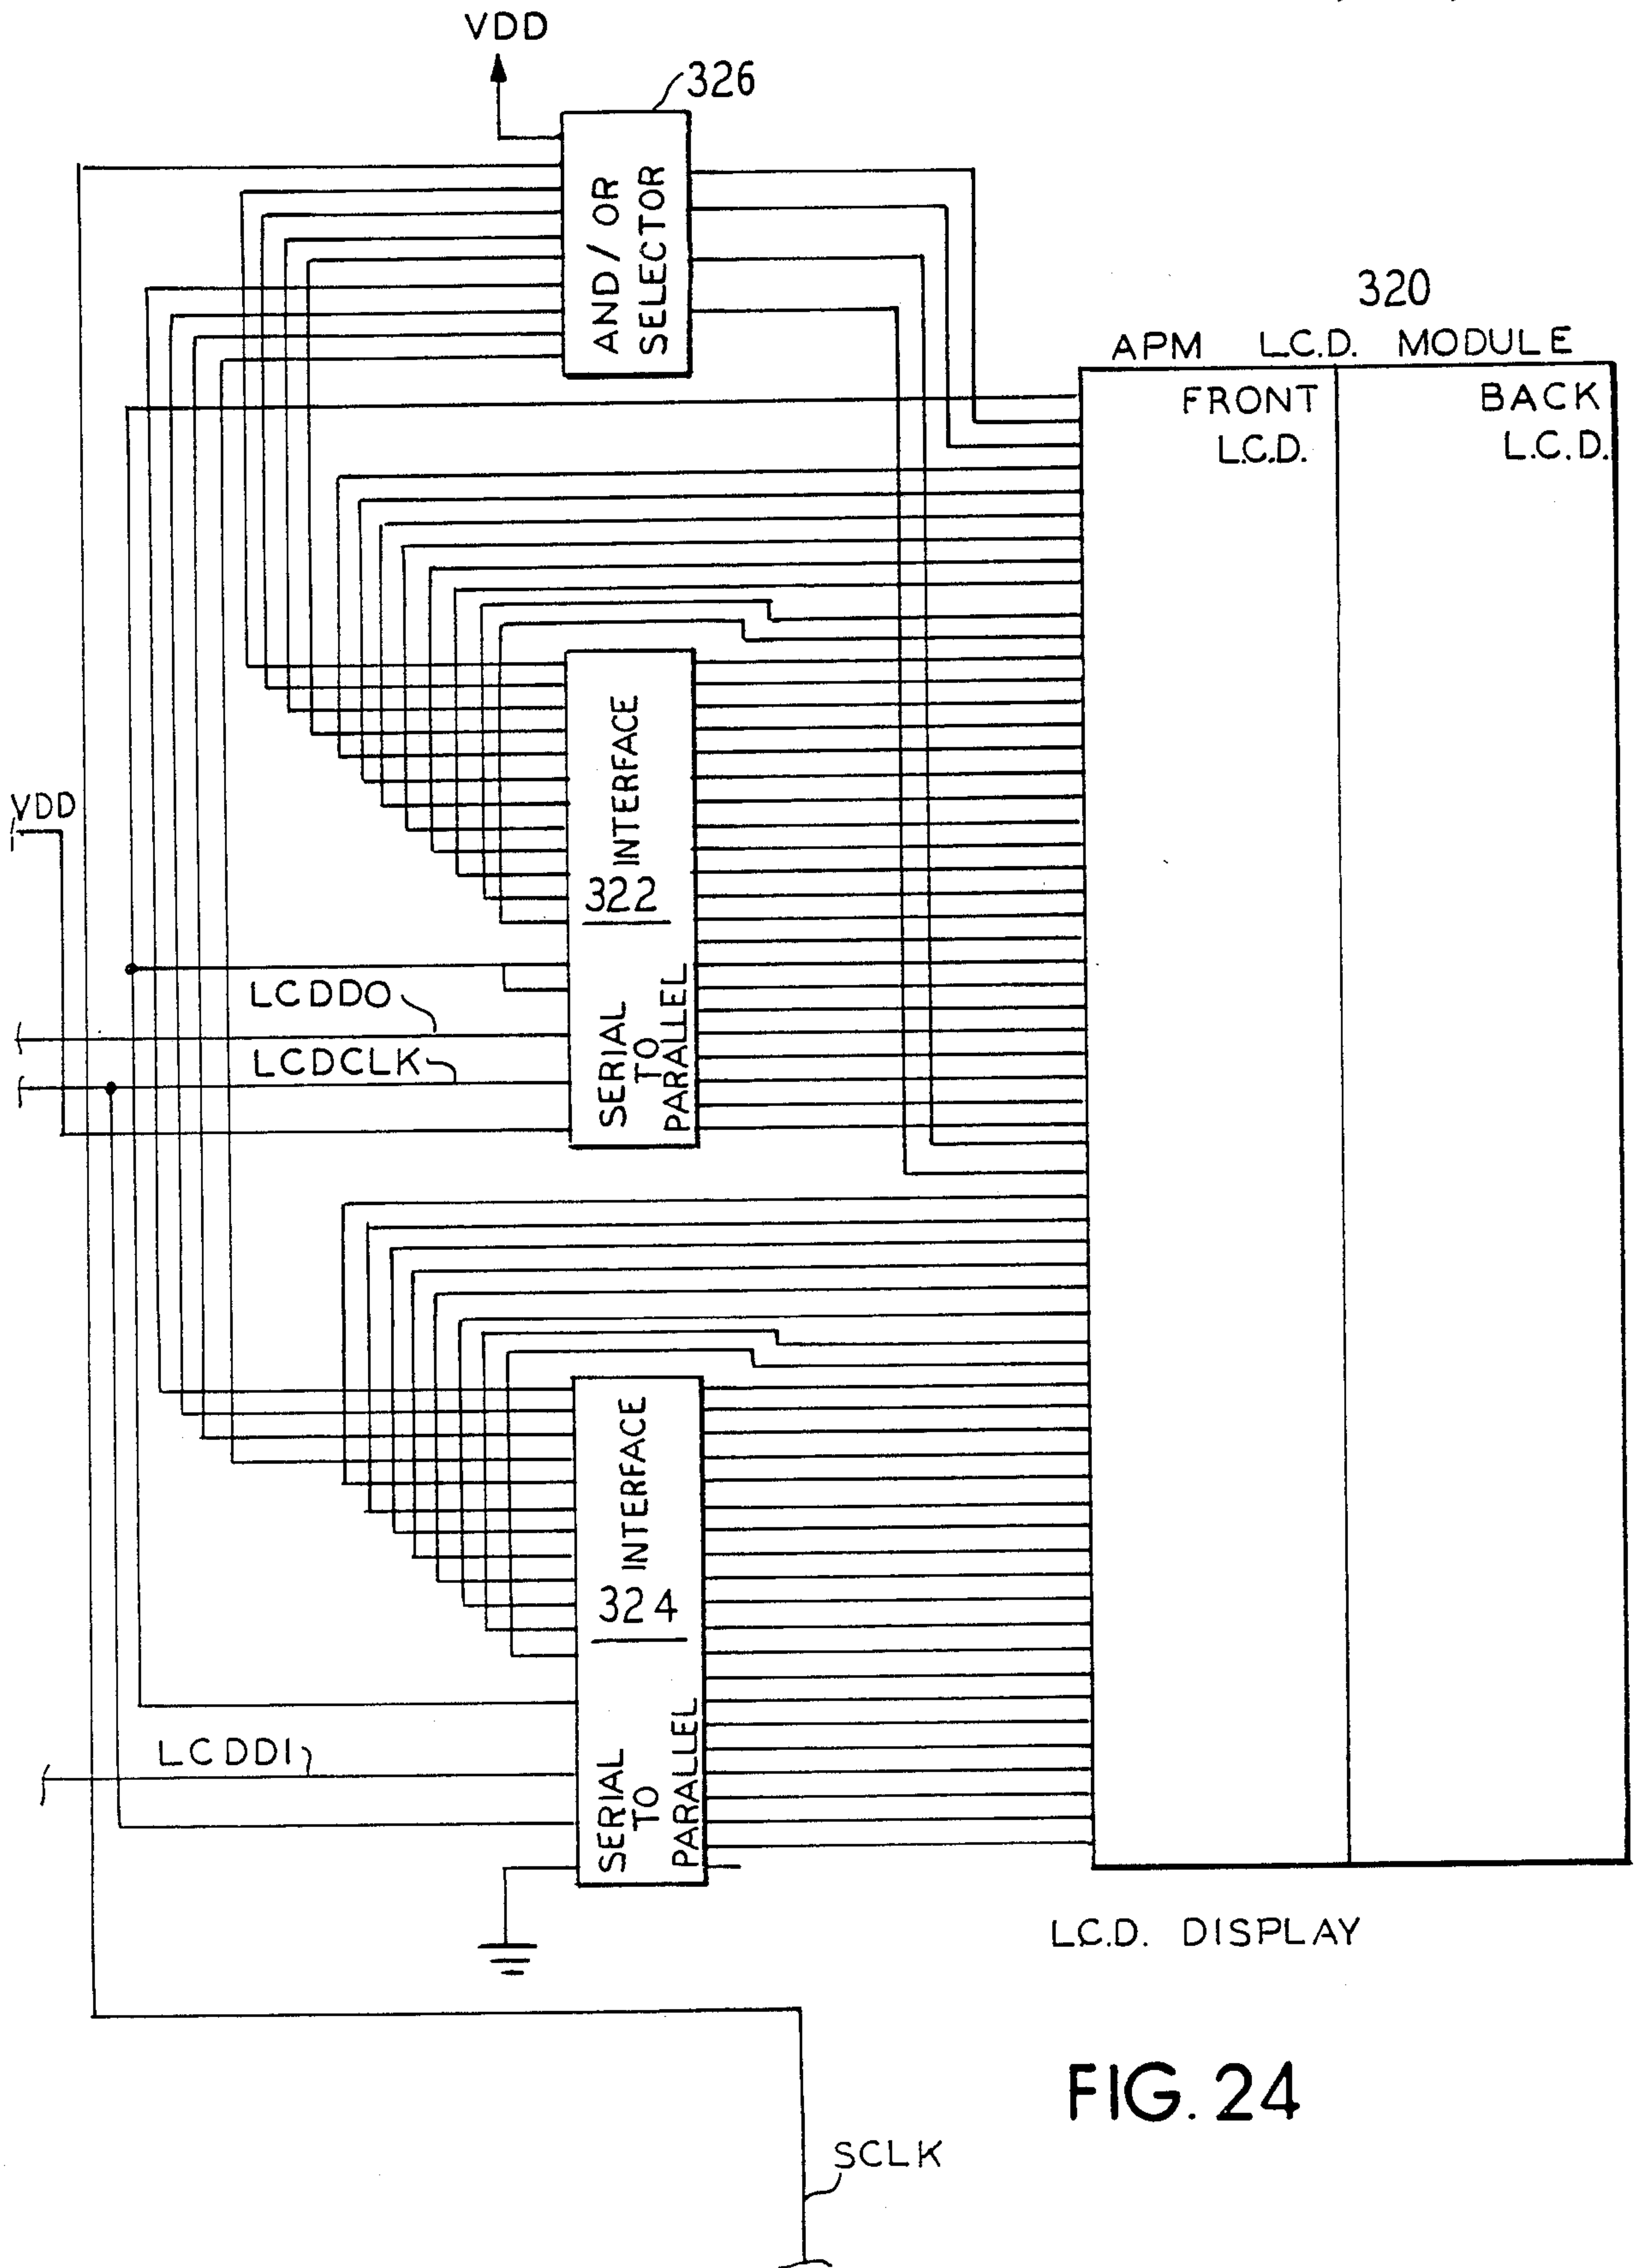 VDD
326
AND/OR
SELECTOR
320
APM L.C.D. MODULE
FRONT
L.C.D.
BACK
L.C.D.
VDD
INTERFACE
322
SERIAL
TO
PARALLEL
LCDDO
LCDCLK
INTERFACE
324
SERIAL
TO
PARALLEL
LCDDI
L.C.D. DISPLAY
FIG. 24
SCLK